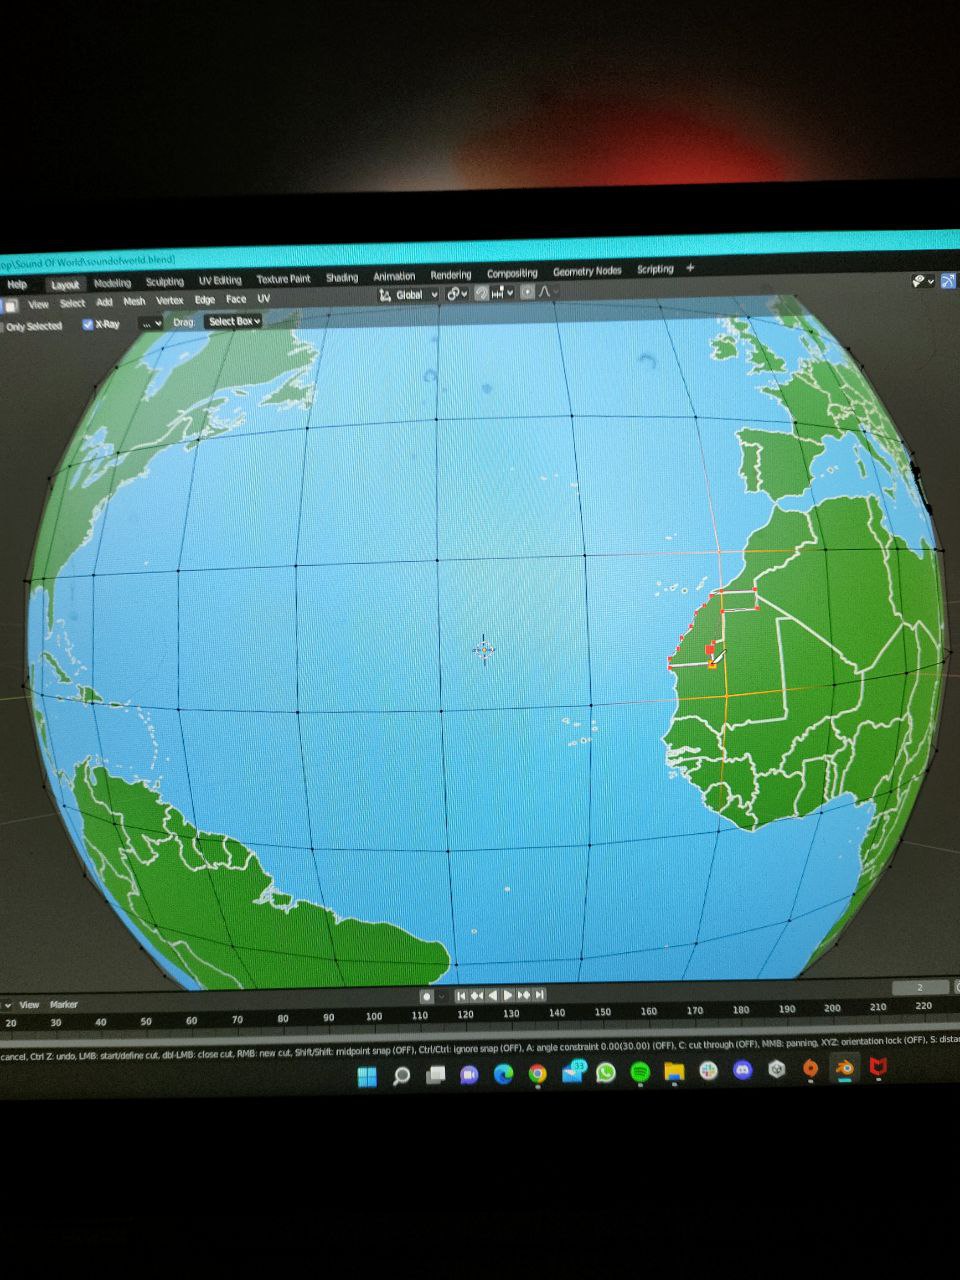 op\Sound Of World\soundofworld.blend]
Help Layout Modeling Sculpting UV Editing Texture Paint Shading Animation Rendering Compositing Geometry Nodes Scripting +
View Select Add Mesh Vertex Edge Face UV Global
Only Selected X-Ray ... Drag: Select Box
View Marker 2
20 30 40 50 60 70 80 90 100 110 120 130 140 150 160 170 180 190 200 210 220
cancel, Ctrl Z: undo, LMB: start/define cut, dbl-LMB: close cut, RMB: new cut, Shift/Shift: midpoint snap (OFF), Ctrl/Ctrl: ignore snap (OFF), A: angle constraint 0.00(30.00) (OFF), C: cut through (OFF), MMB: panning, XYZ: orientation lock (OFF), S: distan
33